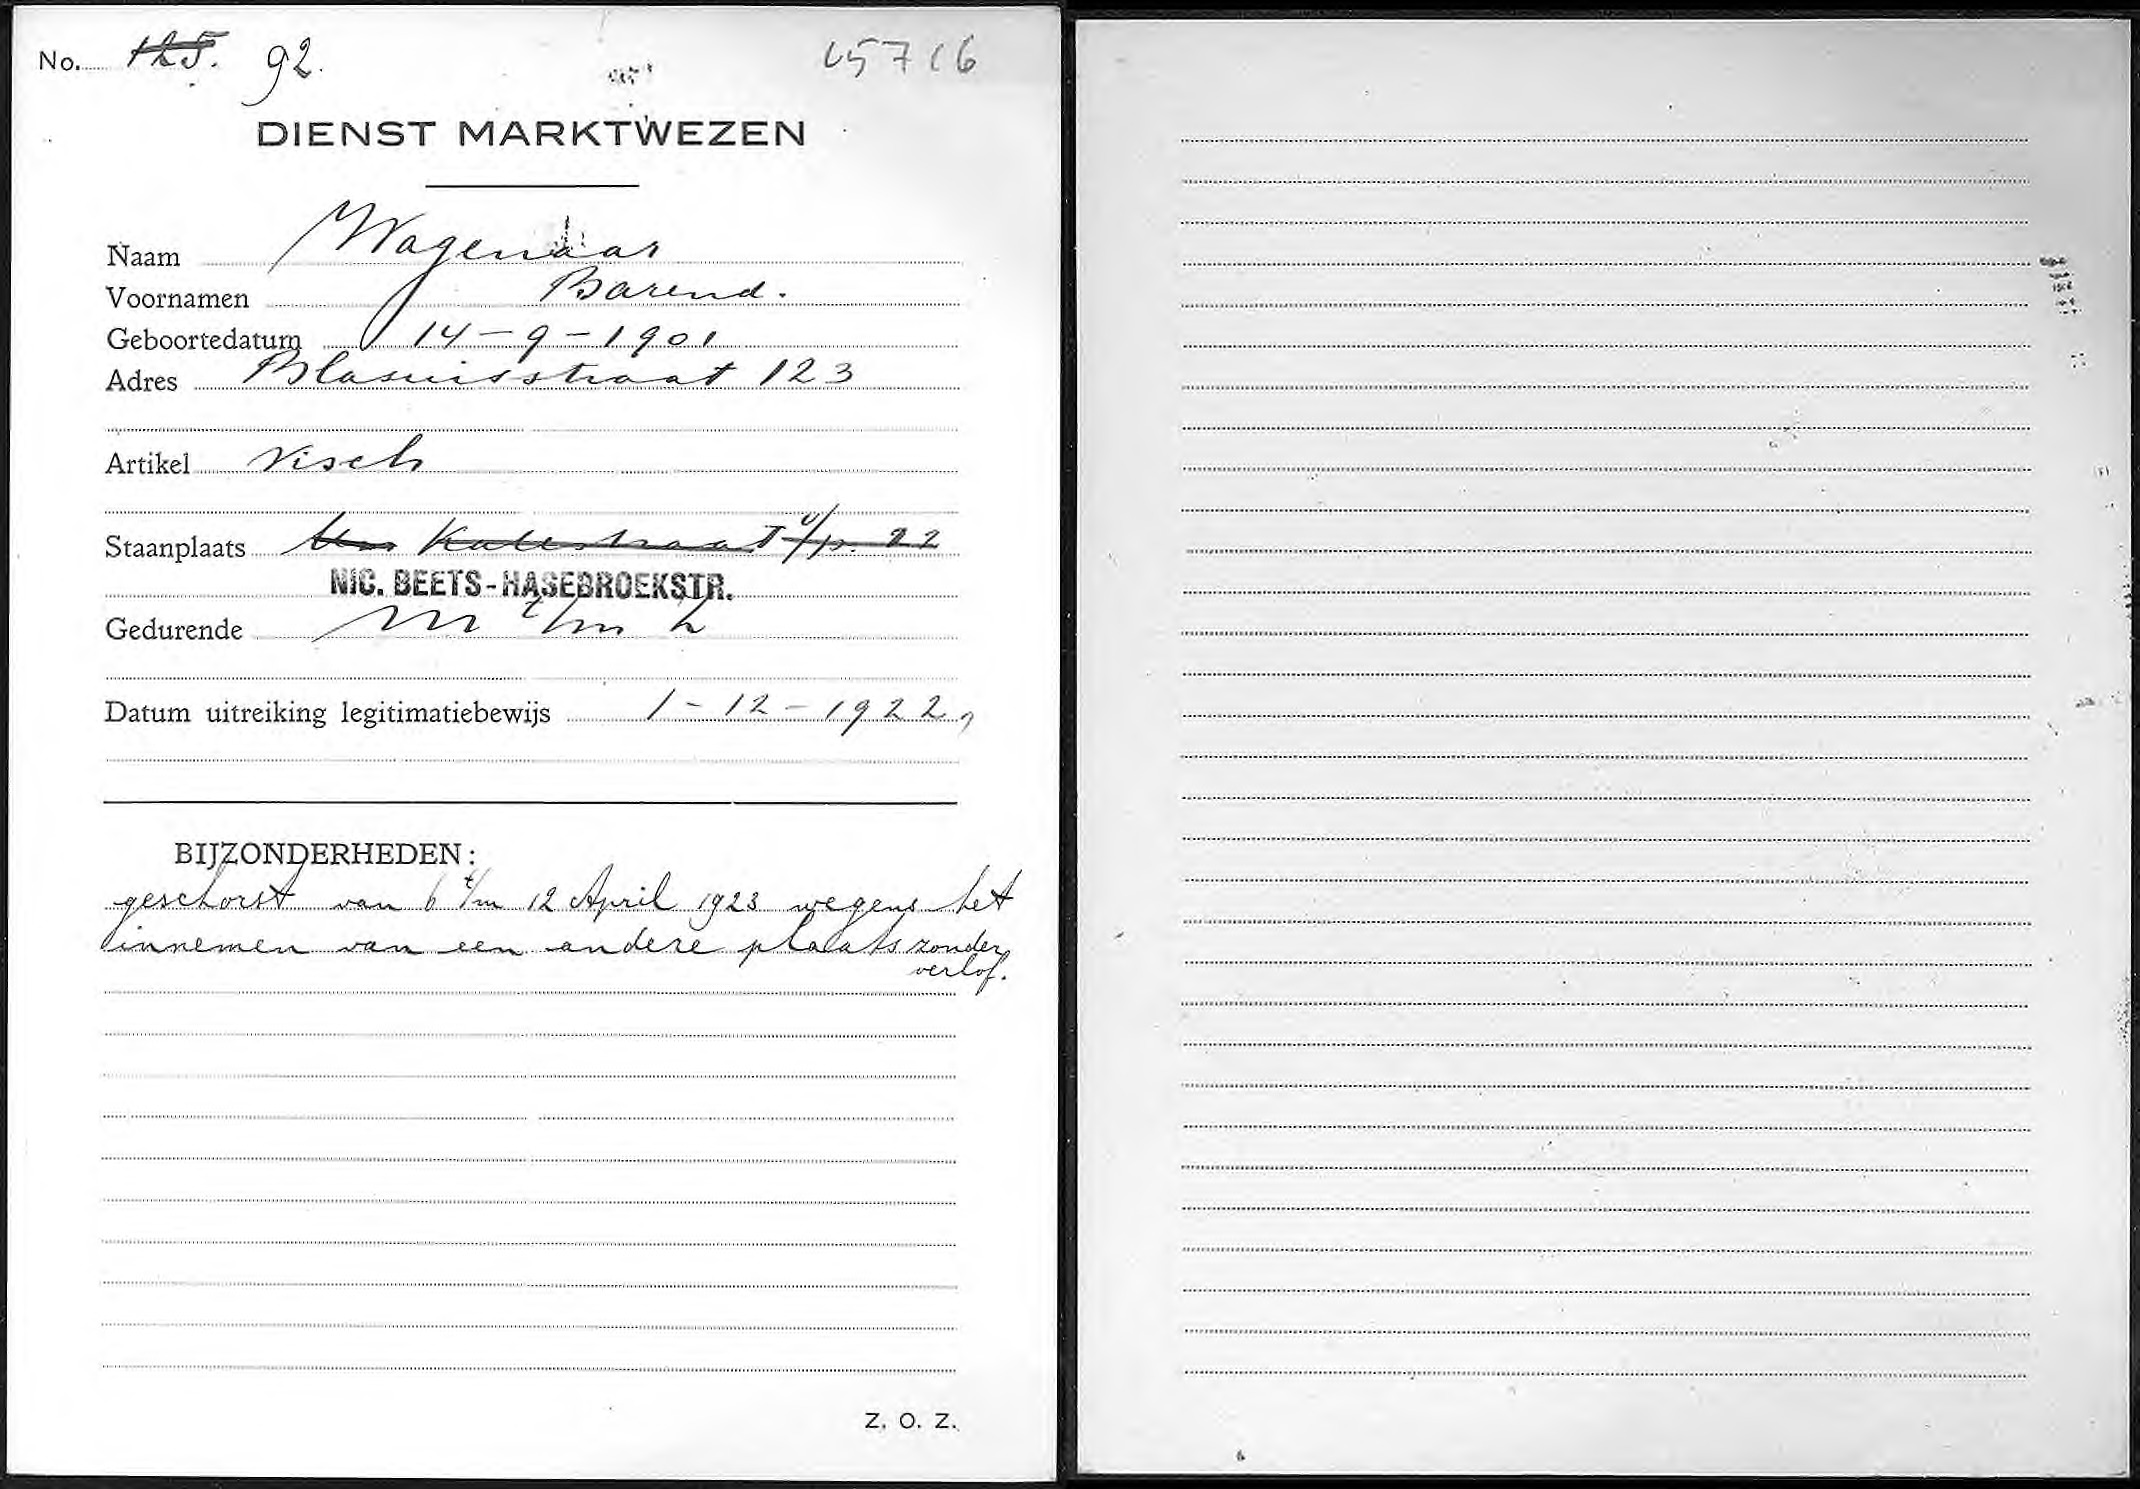 No. 125. 92.
DIENST MARKTWEZEN
Naam Wagenaar
Voornamen Barend.
Geboortedatum 14-9-1901
Adres Blasiusstraat 123
Artikel Visch
Staanplaats v/p. 22
NIC. BEETS-HASEBROEKSTR.
Gedurende t/m
Datum uitreiking legitimatiebewijs 1-12-1922
BIJZONDERHEDEN:
geschorst van 6 t/m 12 April 1923 wegens het
innemen van een andere plaats zonder
verlof.
Z. O. Z.